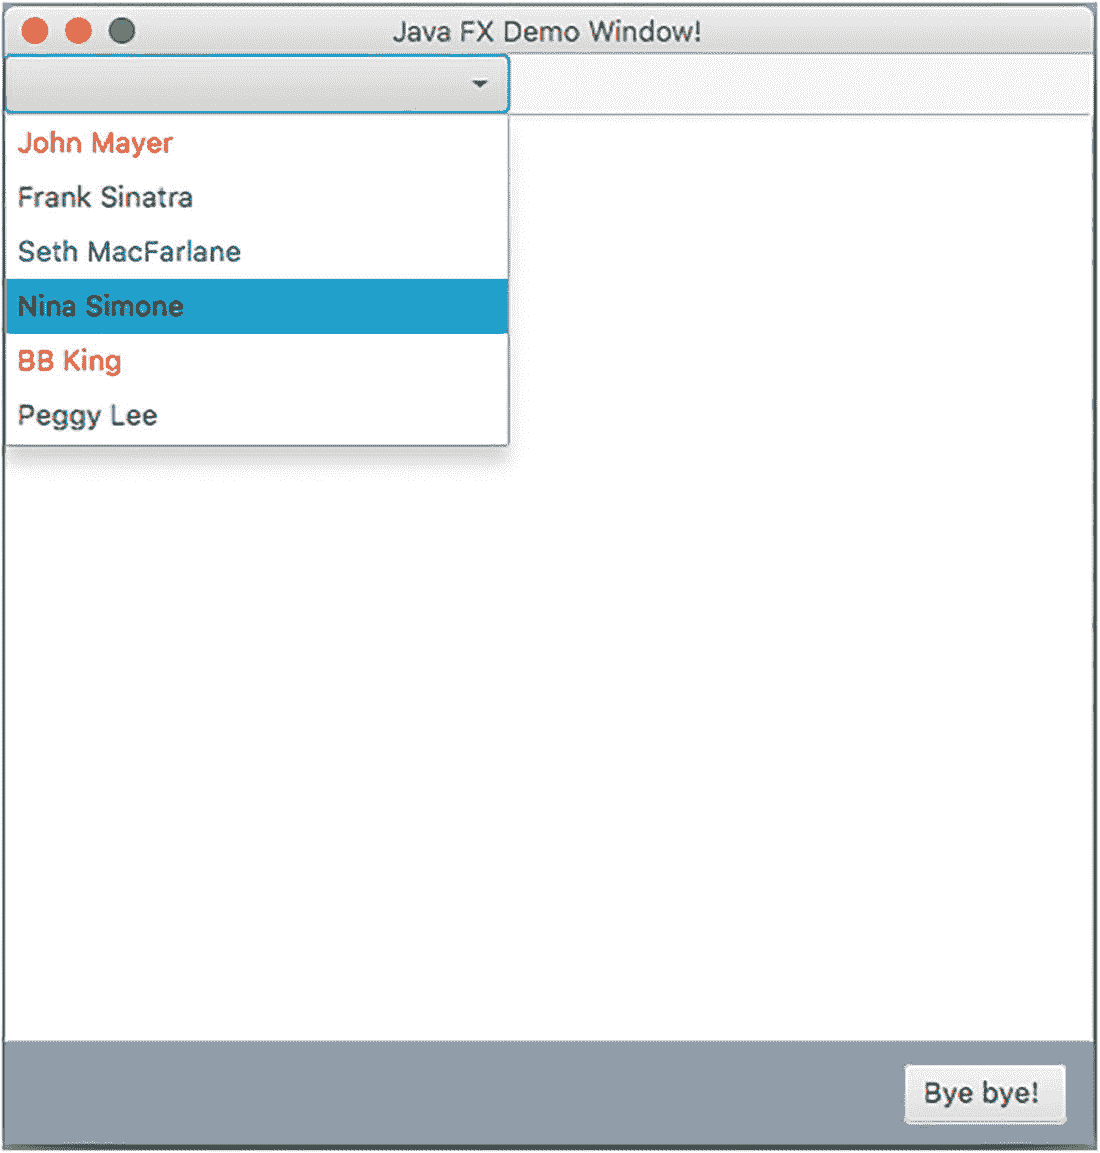 Java FX Demo Window!
John Mayer
Frank Sinatra
Seth MacFarlane
Nina Simone
BB King
Peggy Lee
Bye bye!